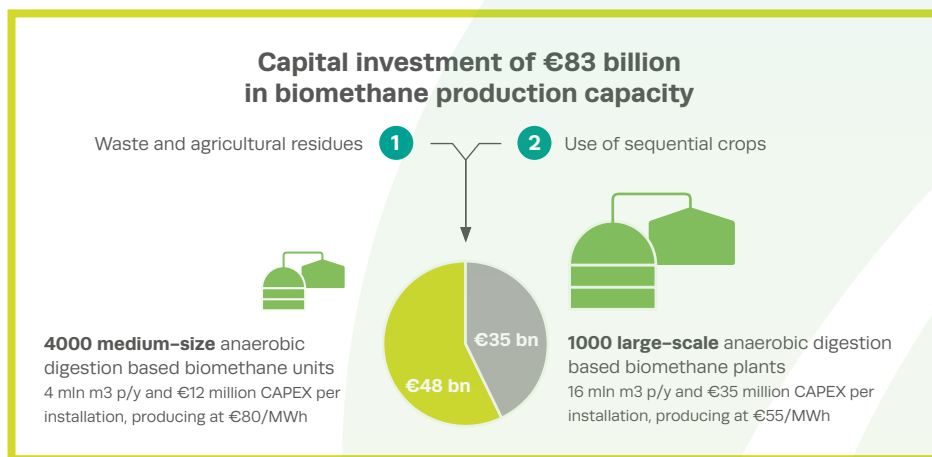 Capital investment of €83 billion
in biomethane production capacity
Waste and agricultural residues 1
2 Use of sequential crops
€35 bn
€48 bn
4000 medium-size anaerobic
digestion based biomethane units
4 mln m3 p/y and €12 million CAPEX per
installation, producing at €80/MWh
1000 large-scale anaerobic digestion
based biomethane plants
16 mln m3 p/y and €35 million CAPEX per
installation, producing at €55/MWh